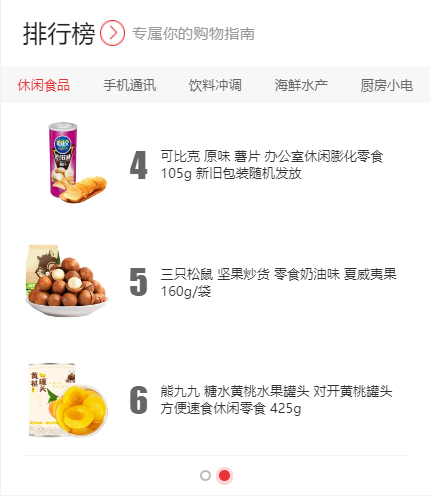 排行榜 专属你的购物指南
休闲食品 手机通讯 饮料冲调 海鲜水产 厨房小电
4 可比克 原味 薯片 办公室休闲膨化零食
105g 新旧包装随机发放
5 三只松鼠 坚果炒货 零食奶油味 夏威夷果
160g/袋
黄桃罐头
6 熊九九 糖水黄桃水果罐头 对开黄桃罐头
方便速食休闲零食 425g